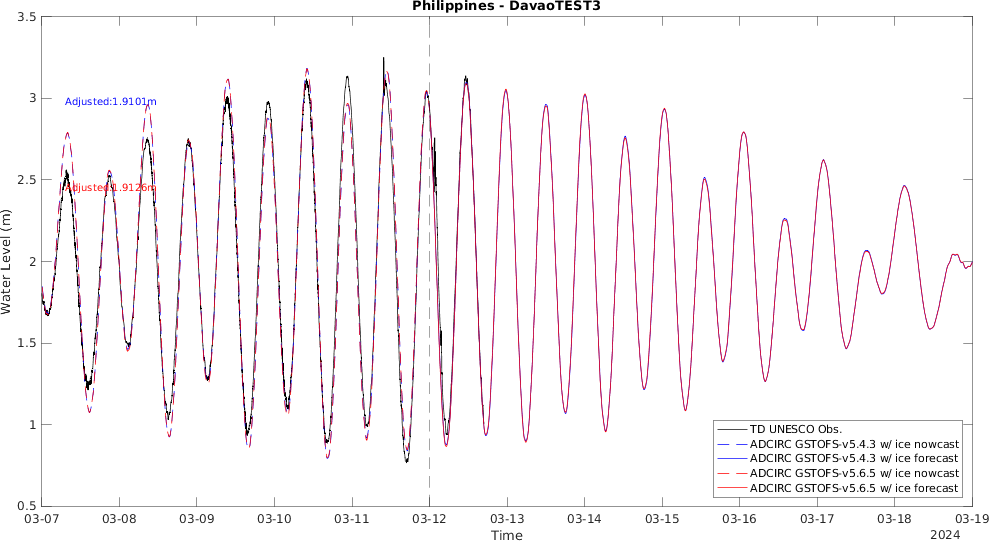 Philippines - DavaoTEST3
3.5
3
2.5
2
1.5
1
0.5
Water Level (m)
Adjusted:1.9101m
Adjusted:1.9126m
TD UNESCO Obs.
ADCIRC GSTOFS-v5.4.3 w/ ice nowcast
ADCIRC GSTOFS-v5.4.3 w/ ice forecast
ADCIRC GSTOFS-v5.6.5 w/ ice nowcast
ADCIRC GSTOFS-v5.6.5 w/ ice forecast
03-07 03-08 03-09 03-10 03-11 03-12 03-13 03-14 03-15 03-16 03-17 03-18 03-19
Time
2024